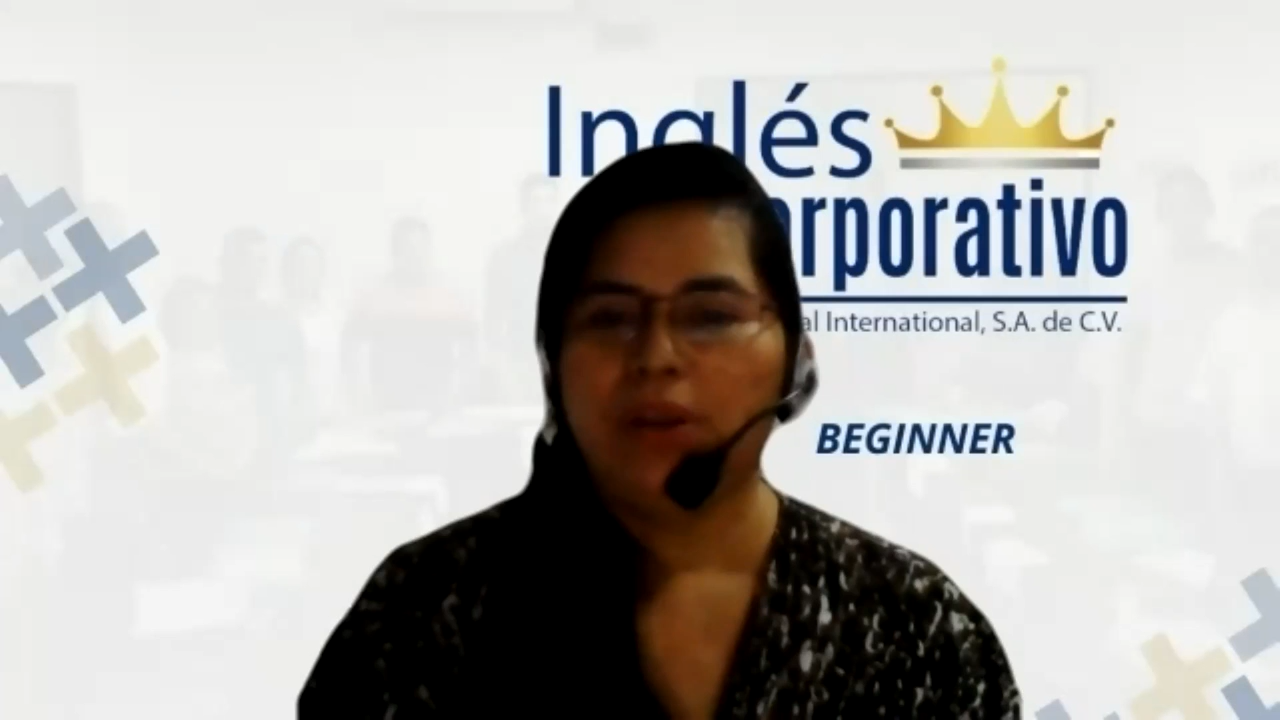 Inglés
rporativo
al International, S.A. de C.V.
BEGINNER